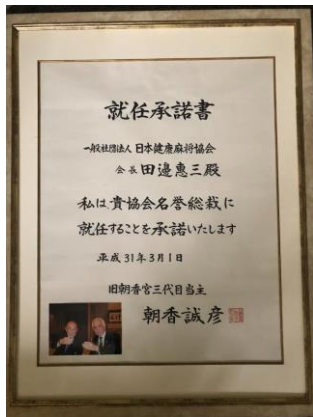 就任承諾書
一般社団法人 日本健康麻将協会
会長 田邉惠三殿
私は、貴協会名誉総裁に
就任することを承諾いたします
平成31年3月1日
旧朝香宮三代目当主
朝香誠彦